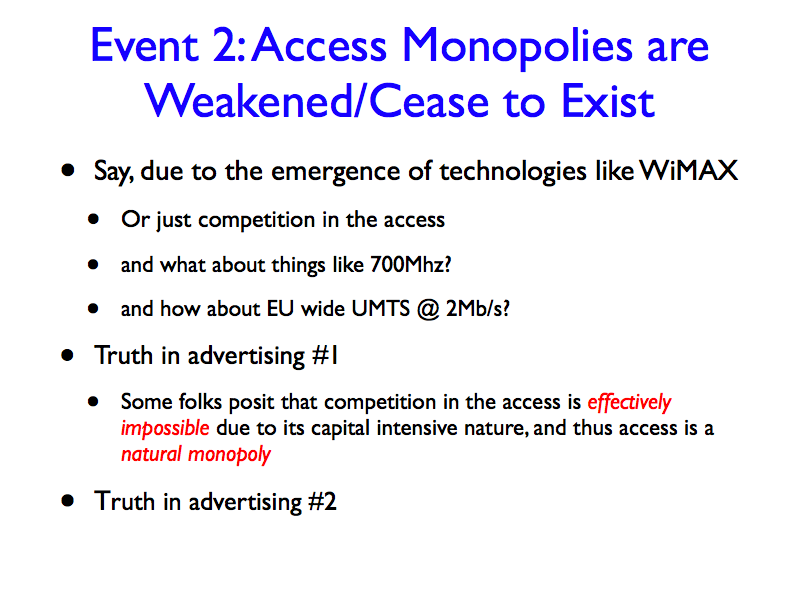 Event 2: Access Monopolies are
Weakened/Cease to Exist
• Say, due to the emergence of technologies like WiMAX
• Or just competition in the access
• and what about things like 700Mhz?
• and how about EU wide UMTS @ 2Mb/s?
• Truth in advertising #1
• Some folks posit that competition in the access is effectively
impossible due to its capital intensive nature, and thus access is a
natural monopoly
• Truth in advertising #2